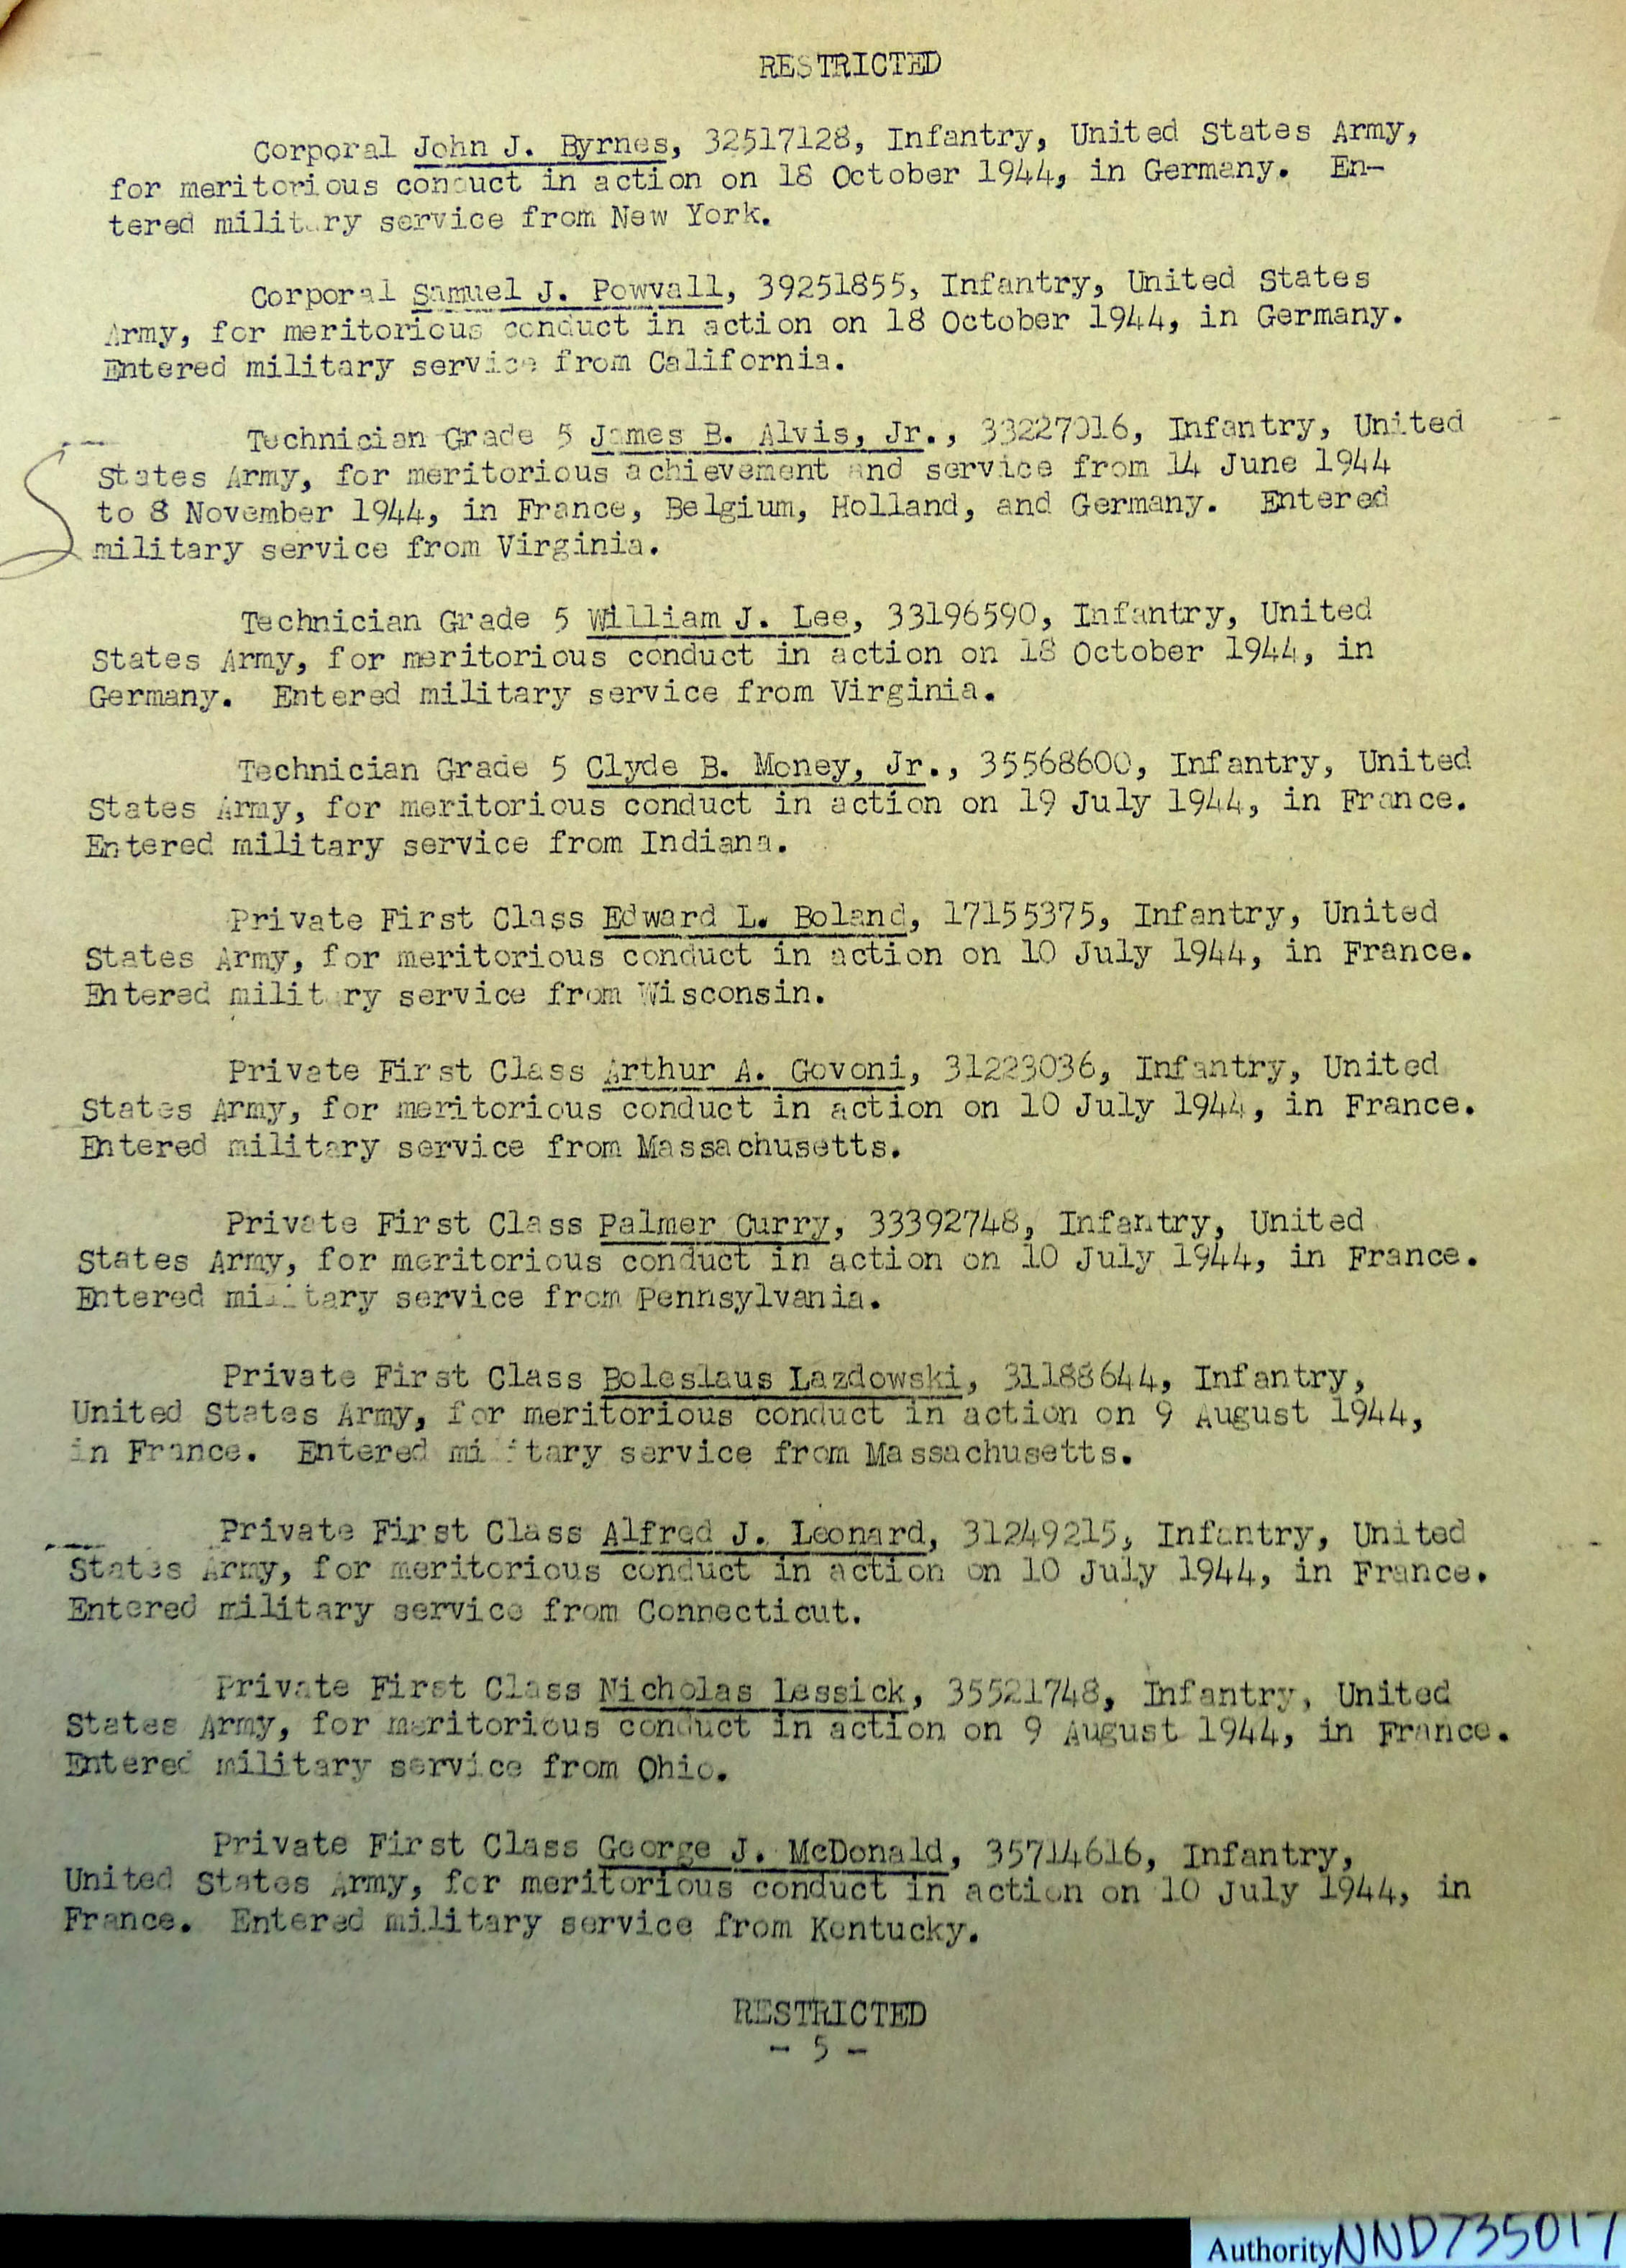 RESTRICTED
Corporal John J. Byrnes, 32517128, Infantry, United States Army,
for meritorious conduct in action on 18 October 1944, in Germany. En-
tered military service from New York.
Corporal Samuel J. Powvall, 39251855, Infantry, United States
Army, for meritorious conduct in action on 18 October 1944, in Germany.
Entered military service from California.
Technician Grade 5 James B. Alvis, Jr., 33227016, Infantry, United
States Army, for meritorious achievement and service from 14 June 1944
to 8 November 1944, in France, Belgium, Holland, and Germany. Entered
military service from Virginia.
Technician Grade 5 William J. Lee, 33196590, Infantry, United
States Army, for meritorious conduct in action on 18 October 1944, in
Germany. Entered military service from Virginia.
Technician Grade 5 Clyde B. Money, Jr., 35568600, Infantry, United
States Army, for meritorious conduct in action on 19 July 1944, in France.
Entered military service from Indiana.
Private First Class Edward L. Boland, 17155375, Infantry, United
States Army, for meritorious conduct in action on 10 July 1944, in France.
Entered military service from Wisconsin.
Private First Class Arthur A. Govoni, 31223036, Infantry, United
States Army, for meritorious conduct in action on 10 July 1944, in France.
Entered military service from Massachusetts.
Private First Class Palmer Curry, 33392748, Infantry, United
States Army, for meritorious conduct in action on 10 July 1944, in France.
Entered military service from Pennsylvania.
Private First Class Boleslaus Lazdowski, 31188644, Infantry,
United States Army, for meritorious conduct in action on 9 August 1944,
in France. Entered military service from Massachusetts.
Private First Class Alfred J. Leonard, 31249215, Infantry, United
States Army, for meritorious conduct in action on 10 July 1944, in France.
Entered military service from Connecticut.
Private First Class Nicholas Lessick, 35521748, Infantry, United
States Army, for meritorious conduct in action on 9 August 1944, in France.
Entered military service from Ohio.
Private First Class George J. McDonald, 35714616, Infantry,
United States Army, for meritorious conduct in action on 10 July 1944, in
France. Entered military service from Kentucky.
RESTRICTED
- 5 -
Authority NND735017